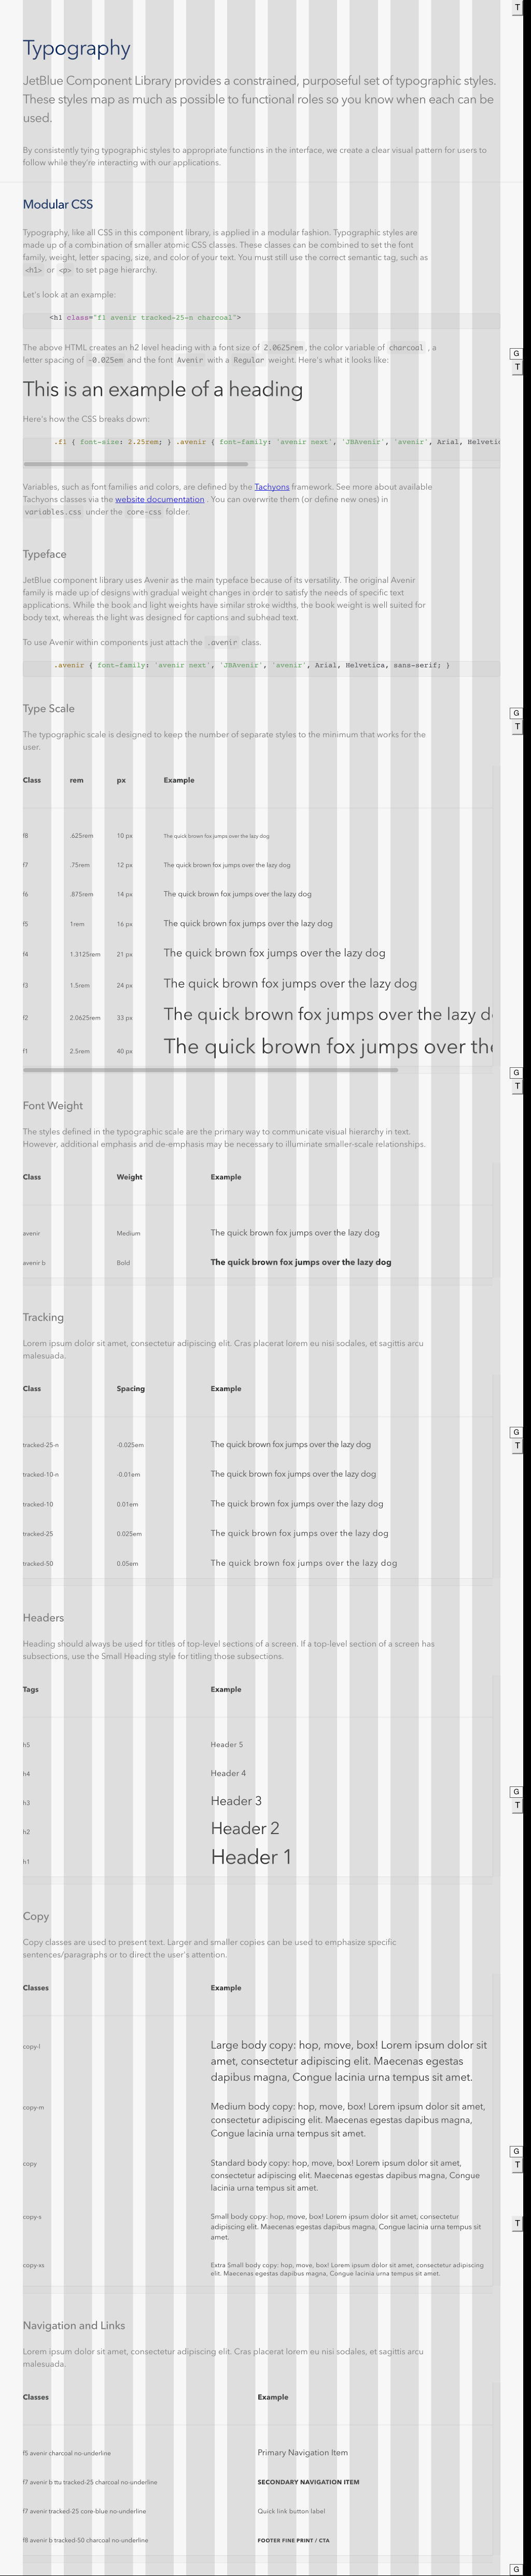 T
Typography
JetBlue Component Library provides a constrained, purposeful set of typographic styles.
These styles map as much as possible to functional roles so you know when each can be
used.
By consistently tying typographic styles to appropriate functions in the interface, we create a clear visual pattern for users to
follow while they're interacting with our applications.
Modular CSS
Typography, like all CSS in this component library, is applied in a modular fashion. Typographic styles are
made up of a combination of smaller atomic CSS classes. These classes can be combined to set the font
family, weight, letter spacing, size, and color of your text. You must still use the correct semantic tag, such as
<h1> or <p> to set page hierarchy.
Let's look at an example:
<h1 class="f1 avenir tracked-25-n charcoal">
The above HTML creates an h2 level heading with a font size of 2.0625rem, the color variable of charcoal , a
letter spacing of -0.025em and the font Avenir with a Regular weight. Here's what it looks like:
G
T
This is an example of a heading
Here's how the CSS breaks down:
.f1 { font-size: 2.25rem; } .avenir { font-family: 'avenir next', 'JBAvenir', 'avenir', Arial, Helvetic
Variables, such as font families and colors, are defined by the Tachyons framework. See more about available
Tachyons classes via the website documentation . You can overwrite them (or define new ones) in
variables.css under the core-css folder.
Typeface
JetBlue component library uses Avenir as the main typeface because of its versatility. The original Avenir
family is made up of designs with gradual weight changes in order to satisfy the needs of specific text
applications. While the book and light weights have similar stroke widths, the book weight is well suited for
body text, whereas the light was designed for captions and subhead text.
To use Avenir within components just attach the .avenir class.
.avenir { font-family: 'avenir next', 'JBAvenir', 'avenir', Arial, Helvetica, sans-serif; }
Type Scale
G
T
The typographic scale is designed to keep the number of separate styles to the minimum that works for the
user.
Class rem px Example
f8 .625rem 10 px The quick brown fox jumps over the lazy dog
f7 .75rem 12 px The quick brown fox jumps over the lazy dog
f6 .875rem 14 px The quick brown fox jumps over the lazy dog
f5 1rem 16 px The quick brown fox jumps over the lazy dog
f4 1.3125rem 21 px The quick brown fox jumps over the lazy dog
f3 1.5rem 24 px The quick brown fox jumps over the lazy dog
f2 2.0625rem 33 px The quick brown fox jumps over the lazy d
f1 2.5rem 40 px The quick brown fox jumps over the
G
T
Font Weight
The styles defined in the typographic scale are the primary way to communicate visual hierarchy in text.
However, additional emphasis and de-emphasis may be necessary to illuminate smaller-scale relationships.
Class Weight Example
avenir Medium The quick brown fox jumps over the lazy dog
avenir b Bold The quick brown fox jumps over the lazy dog
Tracking
Lorem ipsum dolor sit amet, consectetur adipiscing elit. Cras placerat lorem eu nisi sodales, et sagittis arcu
malesuada.
Class Spacing Example
G
T
tracked-25-n -0.025em The quick brown fox jumps over the lazy dog
tracked-10-n -0.01em The quick brown fox jumps over the lazy dog
tracked-10 0.01em The quick brown fox jumps over the lazy dog
tracked-25 0.025em The quick brown fox jumps over the lazy dog
tracked-50 0.05em The quick brown fox jumps over the lazy dog
Headers
Heading should always be used for titles of top-level sections of a screen. If a top-level section of a screen has
subsections, use the Small Heading style for titling those subsections.
Tags Example
h5 Header 5
h4 Header 4
G
T
h3 Header 3
h2 Header 2
h1 Header 1
Copy
Copy classes are used to present text. Larger and smaller copies can be used to emphasize specific
sentences/paragraphs or to direct the user's attention.
Classes Example
copy-l Large body copy: hop, move, box! Lorem ipsum dolor sit
amet, consectetur adipiscing elit. Maecenas egestas
dapibus magna, Congue lacinia urna tempus sit amet.
copy-m Medium body copy: hop, move, box! Lorem ipsum dolor sit amet,
consectetur adipiscing elit. Maecenas egestas dapibus magna,
Congue lacinia urna tempus sit amet.
G
T
copy Standard body copy: hop, move, box! Lorem ipsum dolor sit amet,
consectetur adipiscing elit. Maecenas egestas dapibus magna, Congue
lacinia urna tempus sit amet.
T
copy-s Small body copy: hop, move, box! Lorem ipsum dolor sit amet, consectetur
adipiscing elit. Maecenas egestas dapibus magna, Congue lacinia urna tempus sit
amet.
copy-xs Extra Small body copy: hop, move, box! Lorem ipsum dolor sit amet, consectetur adipiscing
elit. Maecenas egestas dapibus magna, Congue lacinia urna tempus sit amet.
Navigation and Links
Lorem ipsum dolor sit amet, consectetur adipiscing elit. Cras placerat lorem eu nisi sodales, et sagittis arcu
malesuada.
Classes Example
f5 avenir charcoal no-underline Primary Navigation Item
f7 avenir b ttu tracked-25 charcoal no-underline SECONDARY NAVIGATION ITEM
f7 avenir tracked-25 core-blue no-underline Quick link button label
f8 avenir b tracked-50 charcoal no-underline FOOTER FINE PRINT / CTA
G